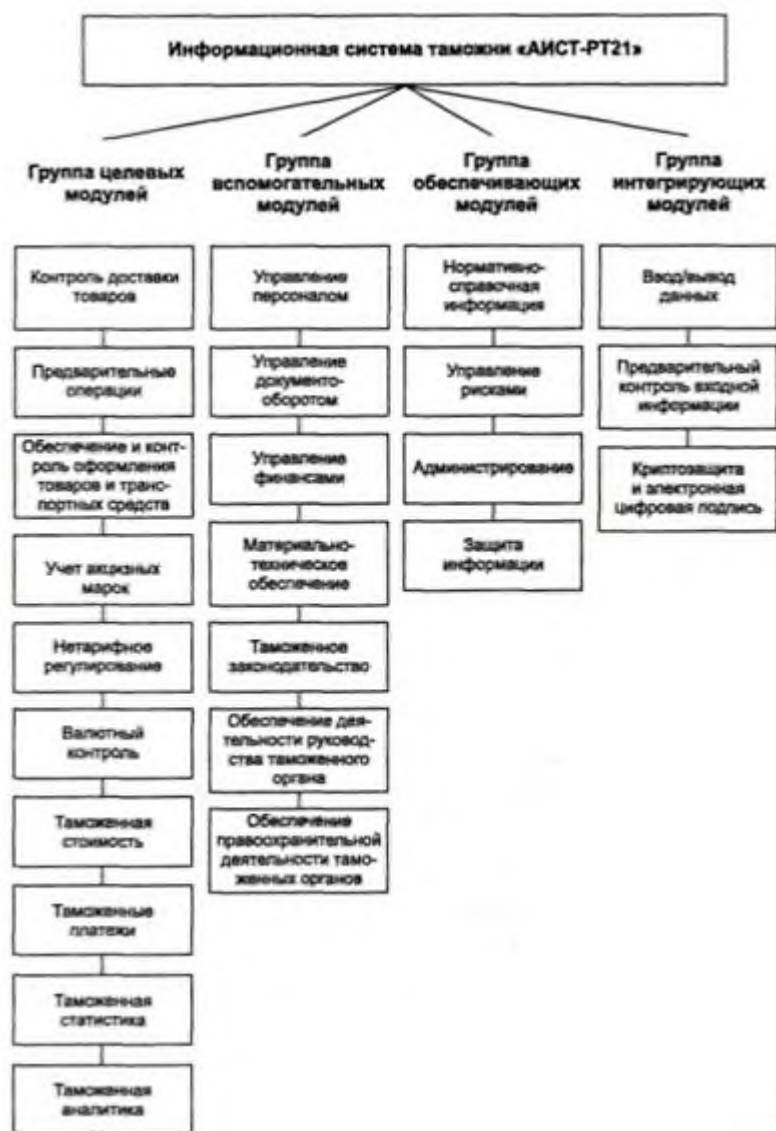 Информационная система таможни «АИСТ-РТ21»
Группа целевых
модулей
Контроль доставки
товаров
Предварительные
операции
Обеспечение и конт-
роль оформления
товаров и транс-
портных средств
Учет акцизных
марок
Нетарифное
регулирование
Валютный
контроль
Таможенная
стоимость
Таможенные
платежи
Таможенная
статистика
Таможенная
аналитика
Группа
вспомогательных
модулей
Управление
персоналом
Управление
документо-
оборотом
Управление
финансами
Материально-
техническое
обеспечение
Таможенное
законодательство
Обеспечение дея-
тельности руковод-
ства таможенного
органа
Обеспечение
правоохранительной
деятельности тамо-
женных органов
Группа
обеспечивающих
модулей
Нормативно-
справочная
информация
Управление
рисками
Администрирование
Защита
информации
Группа
интегрирующих
модулей
Ввод/вывод
данных
Предварительный
контроль входной
информации
Криптозащита
и электронная
цифровая подпись